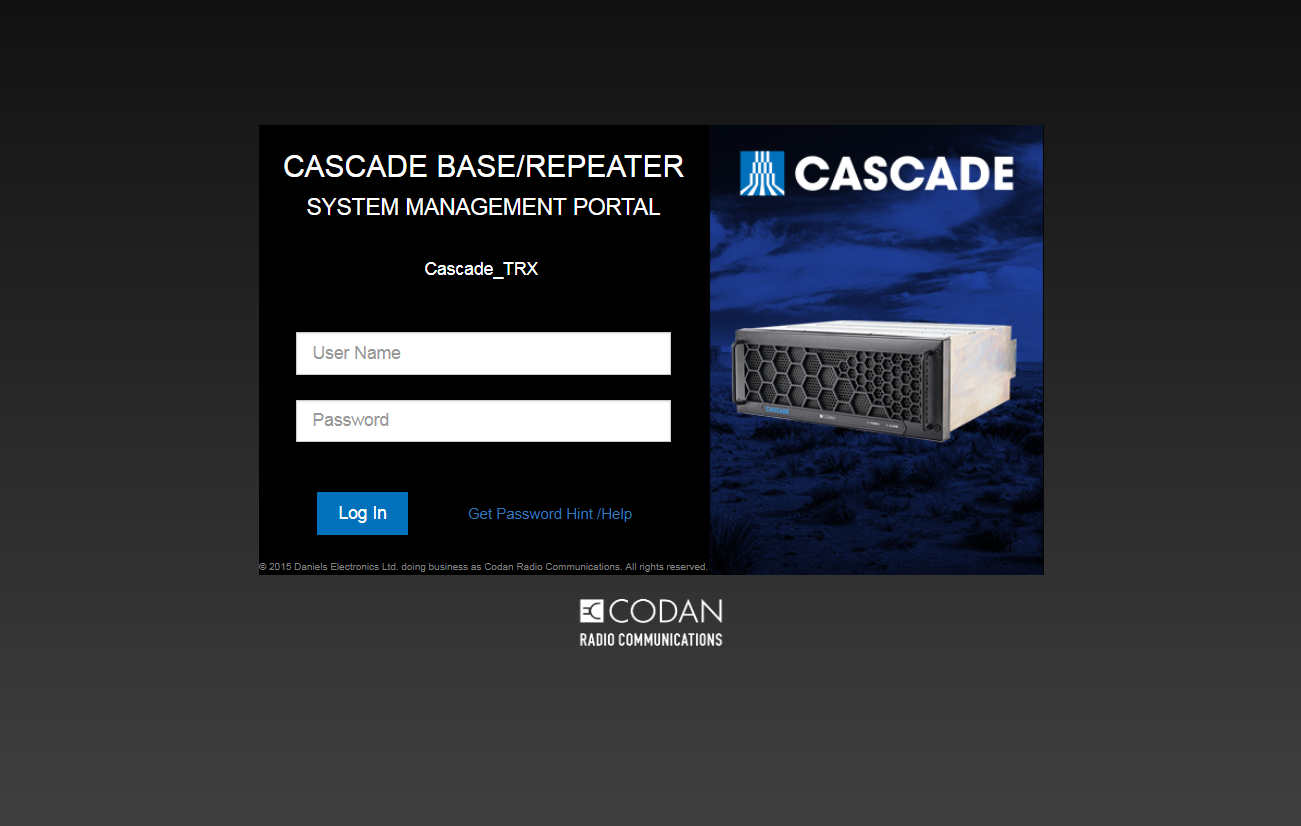 CASCADE BASE/REPEATER
SYSTEM MANAGEMENT PORTAL
Cascade_TRX
User Name
Password
Log In
Get Password Hint /Help
© 2015 Daniels Electronics Ltd. doing business as Codan Radio Communications. All rights reserved.
CASCADE
CASCADE
CODAN
CODAN
RADIO COMMUNICATIONS